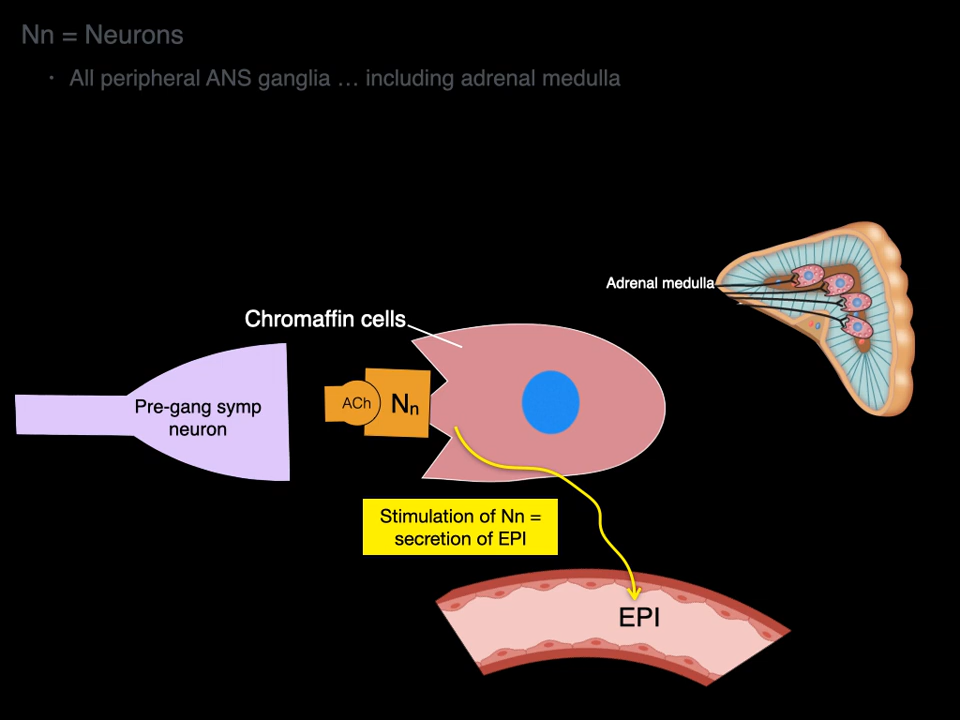 Nn = Neurons
· All peripheral ANS ganglia … including adrenal medulla
Adrenal medulla
Chromaffin cells
Pre-gang symp
neuron
ACh
Nn
Stimulation of Nn =
secretion of EPI
EPI